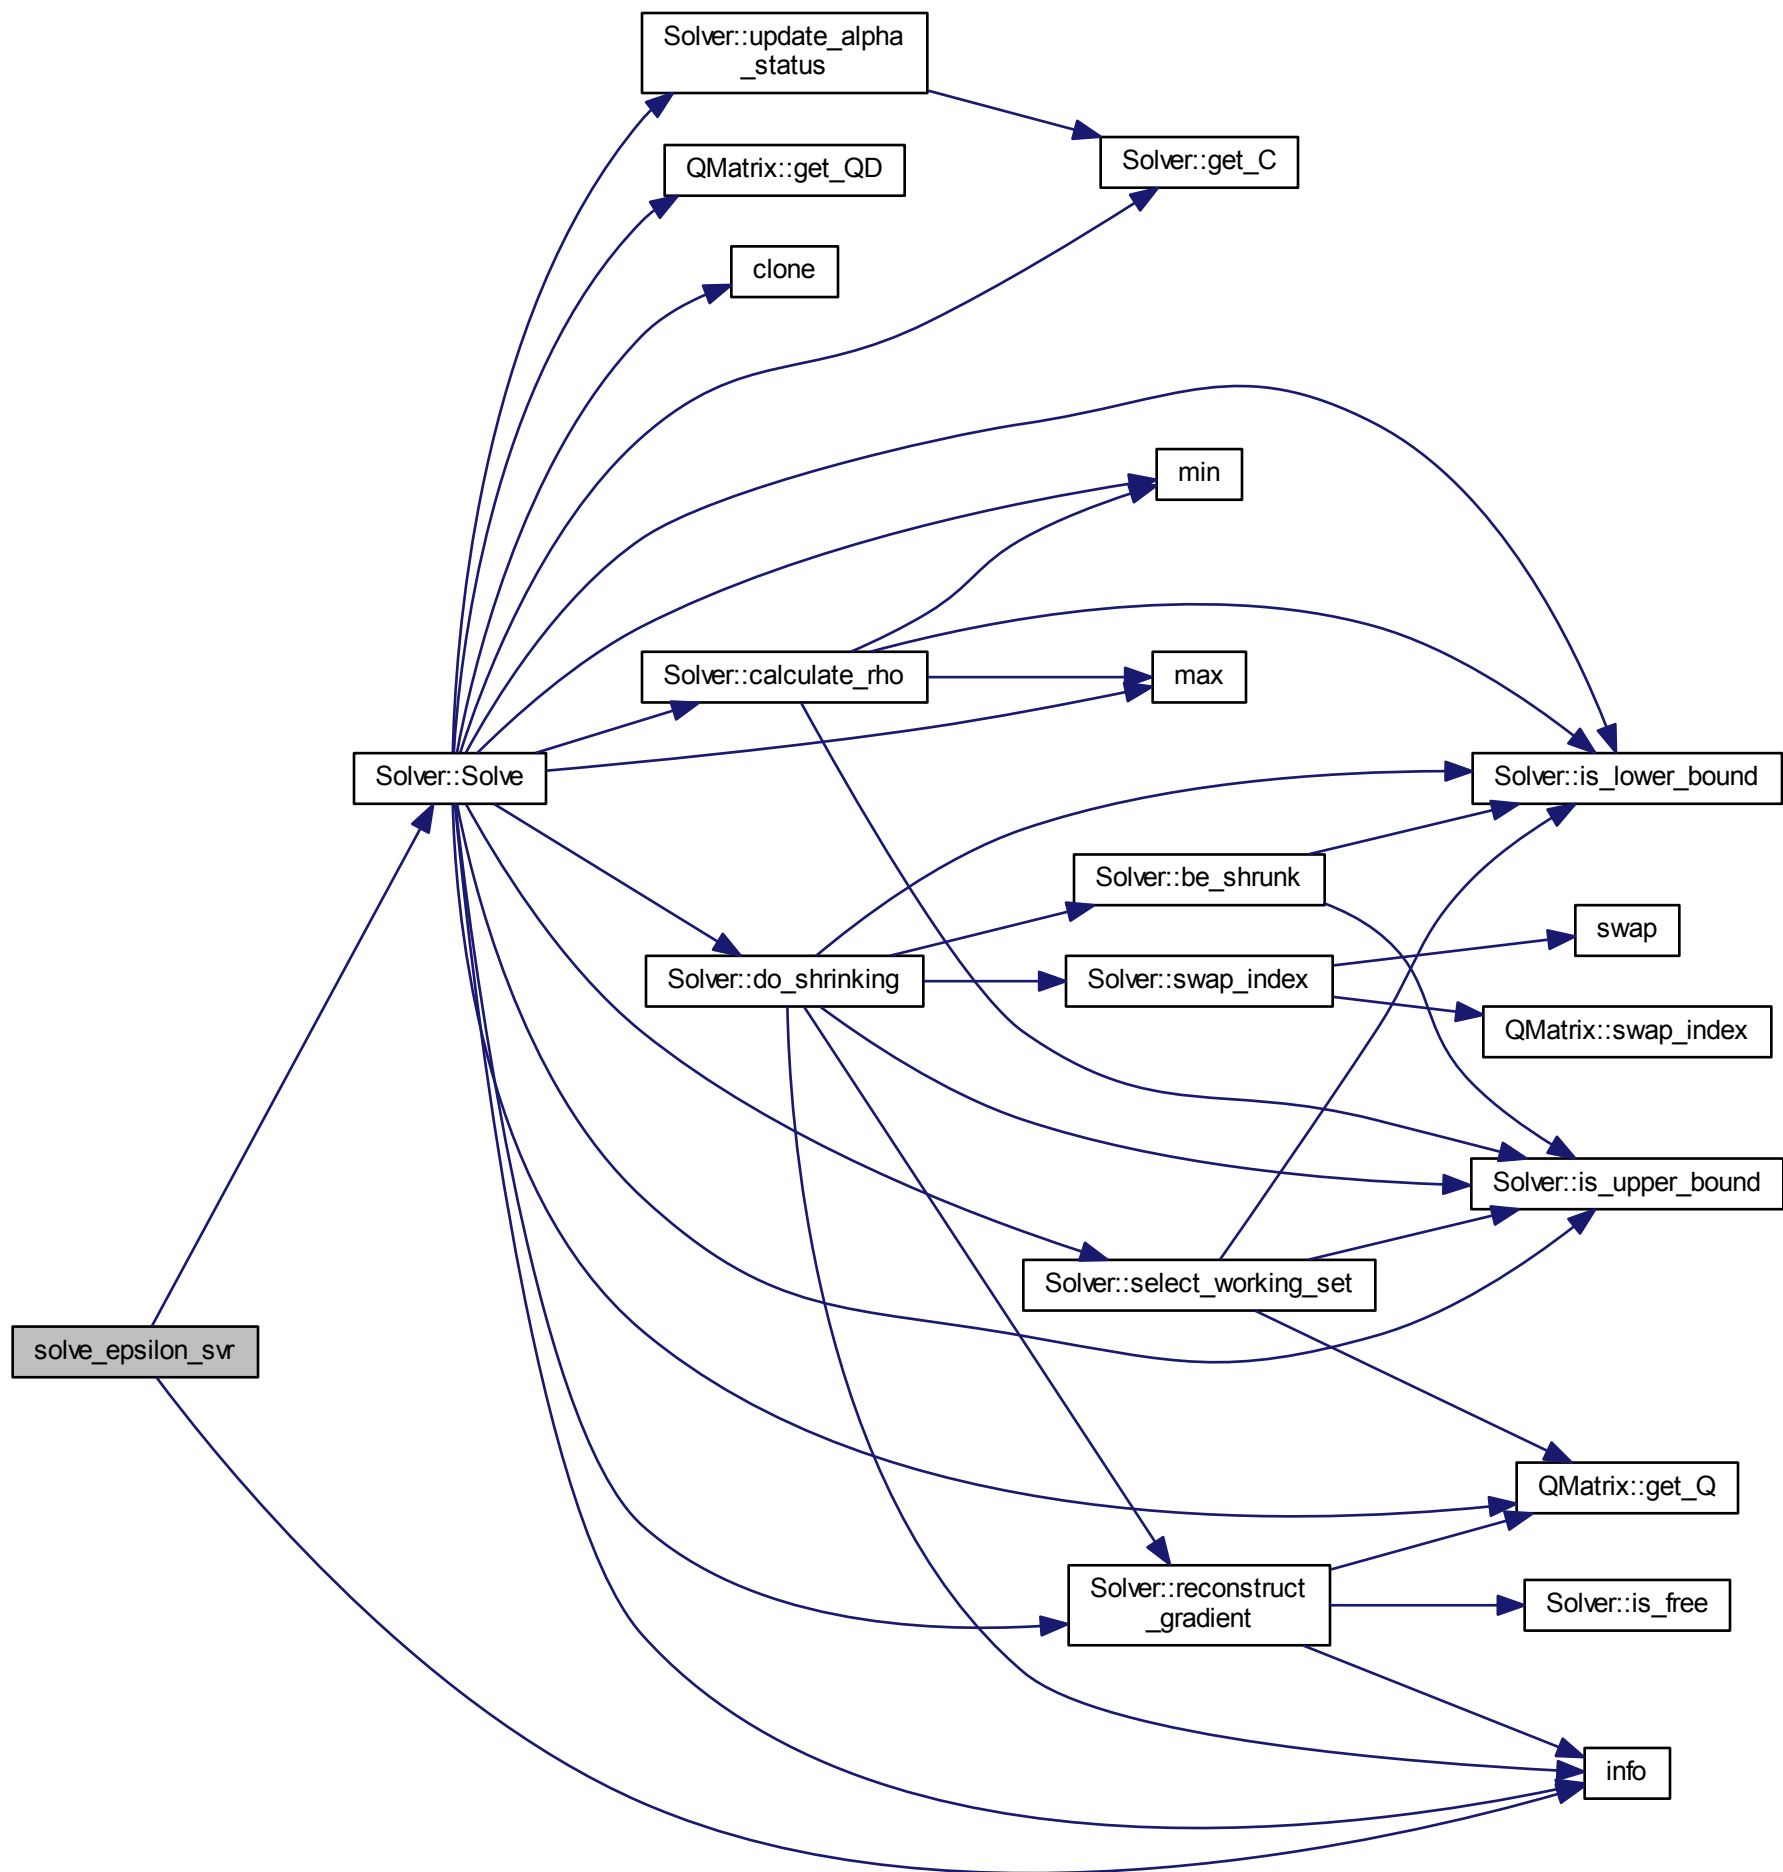 Solver::update_alpha
_status
Solver::get_C
QMatrix::get_QD
clone
min
Solver::calculate_rho
max
Solver::Solve
Solver::is_lower_bound
Solver::be_shrunk
swap
Solver::do_shrinking
Solver::swap_index
QMatrix::swap_index
Solver::is_upper_bound
Solver::select_working_set
solve_epsilon_svr
QMatrix::get_Q
Solver::reconstruct
_gradient
Solver::is_free
info